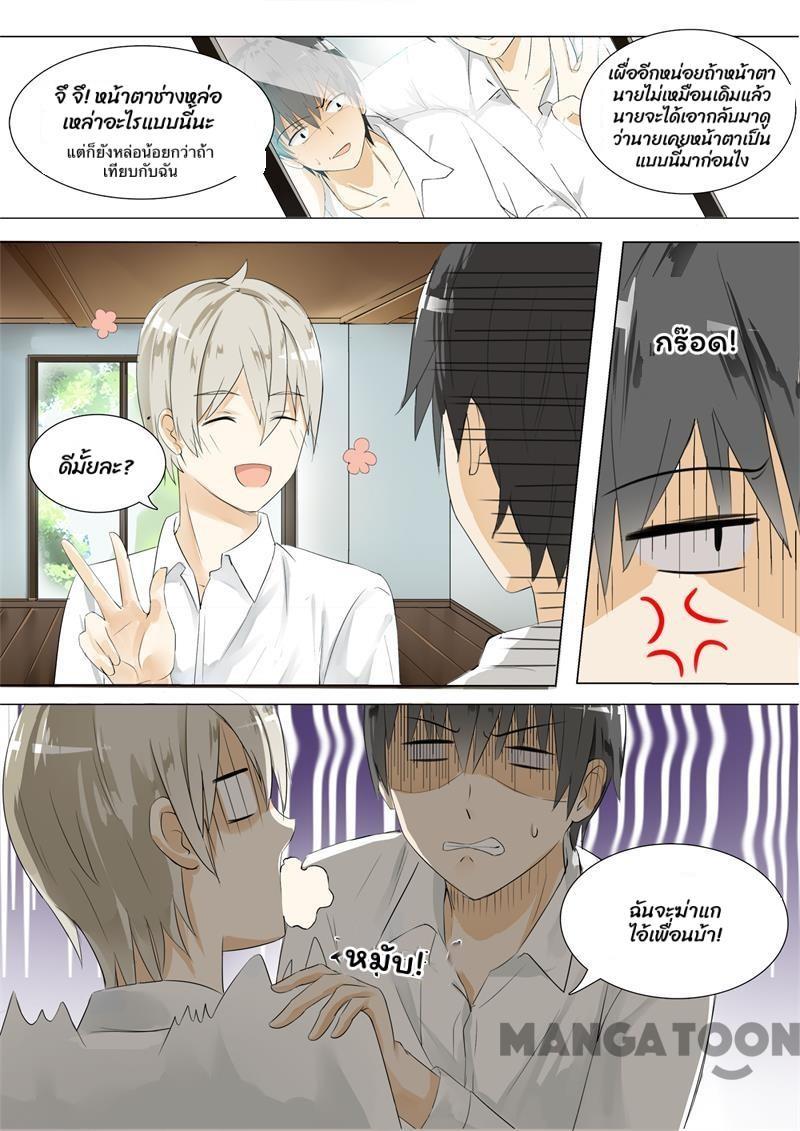 จึ จึ! หน้าตาช่างหล่อ
เหล่าอะไรแบบนี้นะ
แต่ก็ยังหล่อน้อยกว่าถ้า
เทียบกับฉัน
เผื่ออีกหน่อยถ้าหน้าตา
นายไม่เหมือนเดิมแล้ว
นายจะได้เอากลับมาดู
ว่านายเคยหน้าตาเป็น
แบบนี้มาก่อนไง
ดีมั้ยละ?
กร๊อด!
หมับ!
ฉันจะฆ่าแก
ไอ้เพื่อนบ้า!
MANGATOON